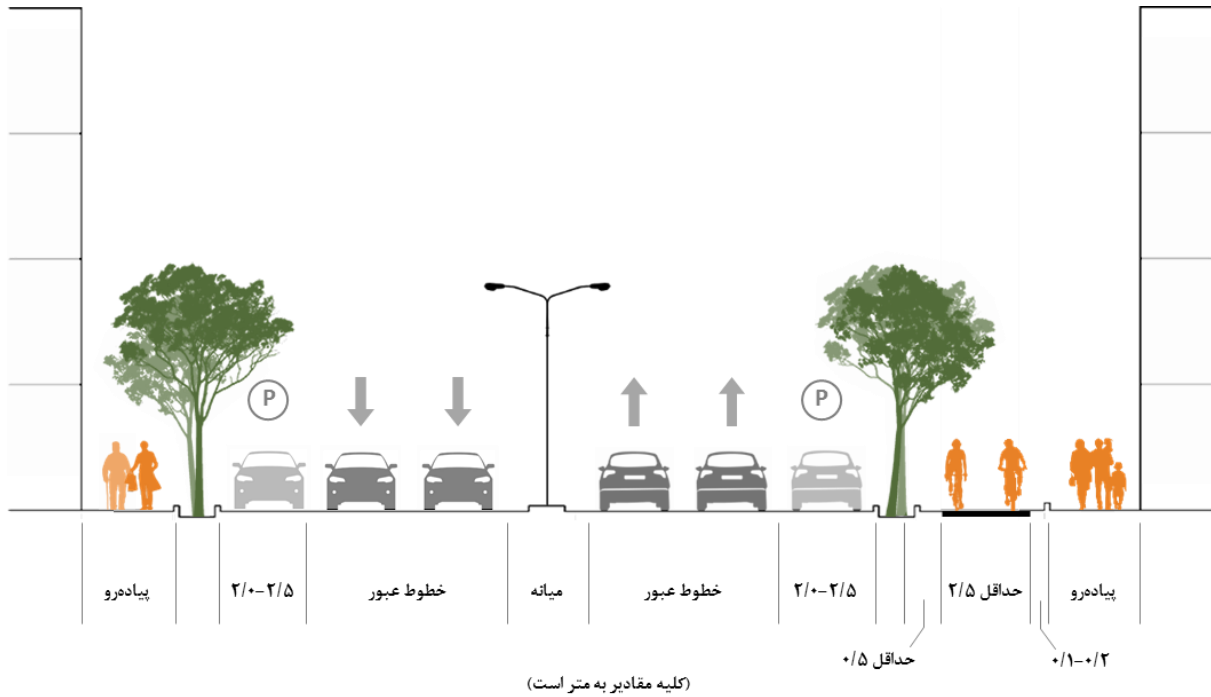 P
P
پیاده‌رو
حداقل ۲/۵
۲/۰-۲/۵
خطوط عبور
میانه
خطوط عبور
۲/۰-۲/۵
پیاده‌رو
۰/۱-۰/۲
حداقل ۰/۵
(کلیه مقادیر به متر است)